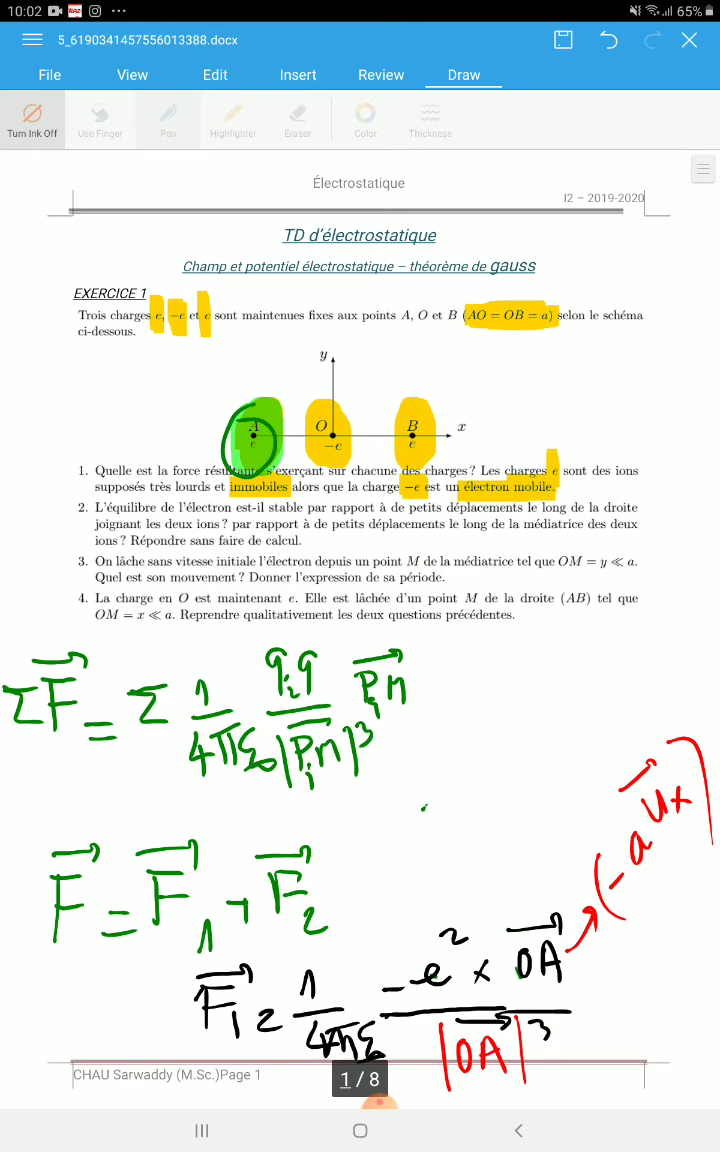 10:02 ••• 65%
5_6190341457556013388.docx
File View Edit Insert Review Draw
Turn Ink Off Use Finger Pen Highlighter Eraser Color Thickness
Électrostatique
I2 – 2019-2020
TD d'électrostatique
Champ et potentiel électrostatique – théorème de gauss
EXERCICE 1
Trois charges e, −e et e sont maintenues fixes aux points A, O et B (AO = OB = a) selon le schéma
ci-dessous.
y
A O B x
e −e e
1. Quelle est la force résultante s'exerçant sur chacune des charges ? Les charges e sont des ions
supposés très lourds et immobiles alors que la charge −e est un électron mobile.
2. L'équilibre de l'électron est-il stable par rapport à de petits déplacements le long de la droite
joignant les deux ions ? par rapport à de petits déplacements le long de la médiatrice des deux
ions ? Répondre sans faire de calcul.
3. On lâche sans vitesse initiale l'électron depuis un point M de la médiatrice tel que OM = y ≪ a.
Quel est son mouvement ? Donner l'expression de sa période.
4. La charge en O est maintenant e. Elle est lâchée d'un point M de la droite (AB) tel que
OM = x ≪ a. Reprendre qualitativement les deux questions précédentes.
ΣF⃗ = Σ 1/4πε₀ qᵢq/|PᵢM⃗|³ PᵢM⃗
(-a u⃗x)
F⃗ = F⃗₁ + F⃗₂
F⃗₁ = 1/4πε₀ -e² × OA⃗/|OA⃗|³
CHAU Sarwaddy (M.Sc.)Page 1
1 / 8